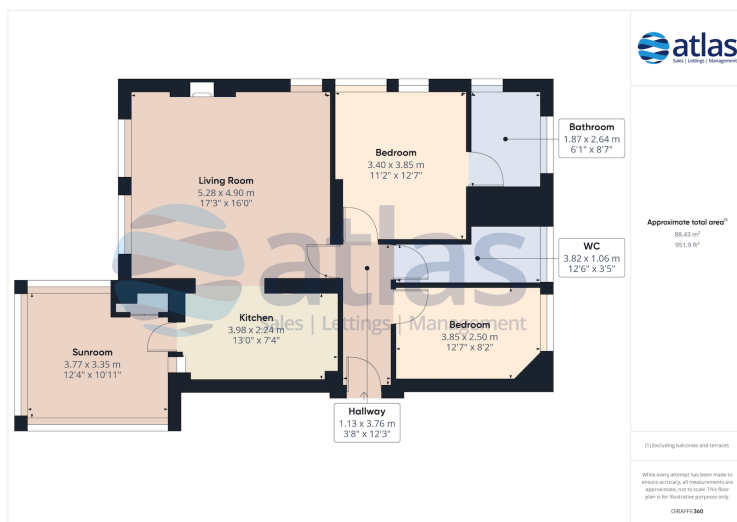 atlas
Sales | Lettings | Management
Bathroom
1.87 x 2.64 m
6'1" x 8'7"
Bedroom
3.40 x 3.85 m
11'2" x 12'7"
Living Room
5.28 x 4.90 m
17'3" x 16'0"
Approximate total area(1)
88.43 m²
951.9 ft²
WC
3.82 x 1.06 m
12'6" x 3'5"
atlas
Sales | Lettings | Management
Kitchen
3.98 x 2.24 m
13'0" x 7'4"
Bedroom
3.85 x 2.50 m
12'7" x 8'2"
Sunroom
3.77 x 3.35 m
12'4" x 10'11"
Hallway
1.13 x 3.76 m
3'8" x 12'3"
(1) Excluding balconies and terraces
While every attempt has been made to
ensure accuracy, all measurements are
approximate, not to scale. This floor
plan is for illustrative purposes only.
GIRAFFE360